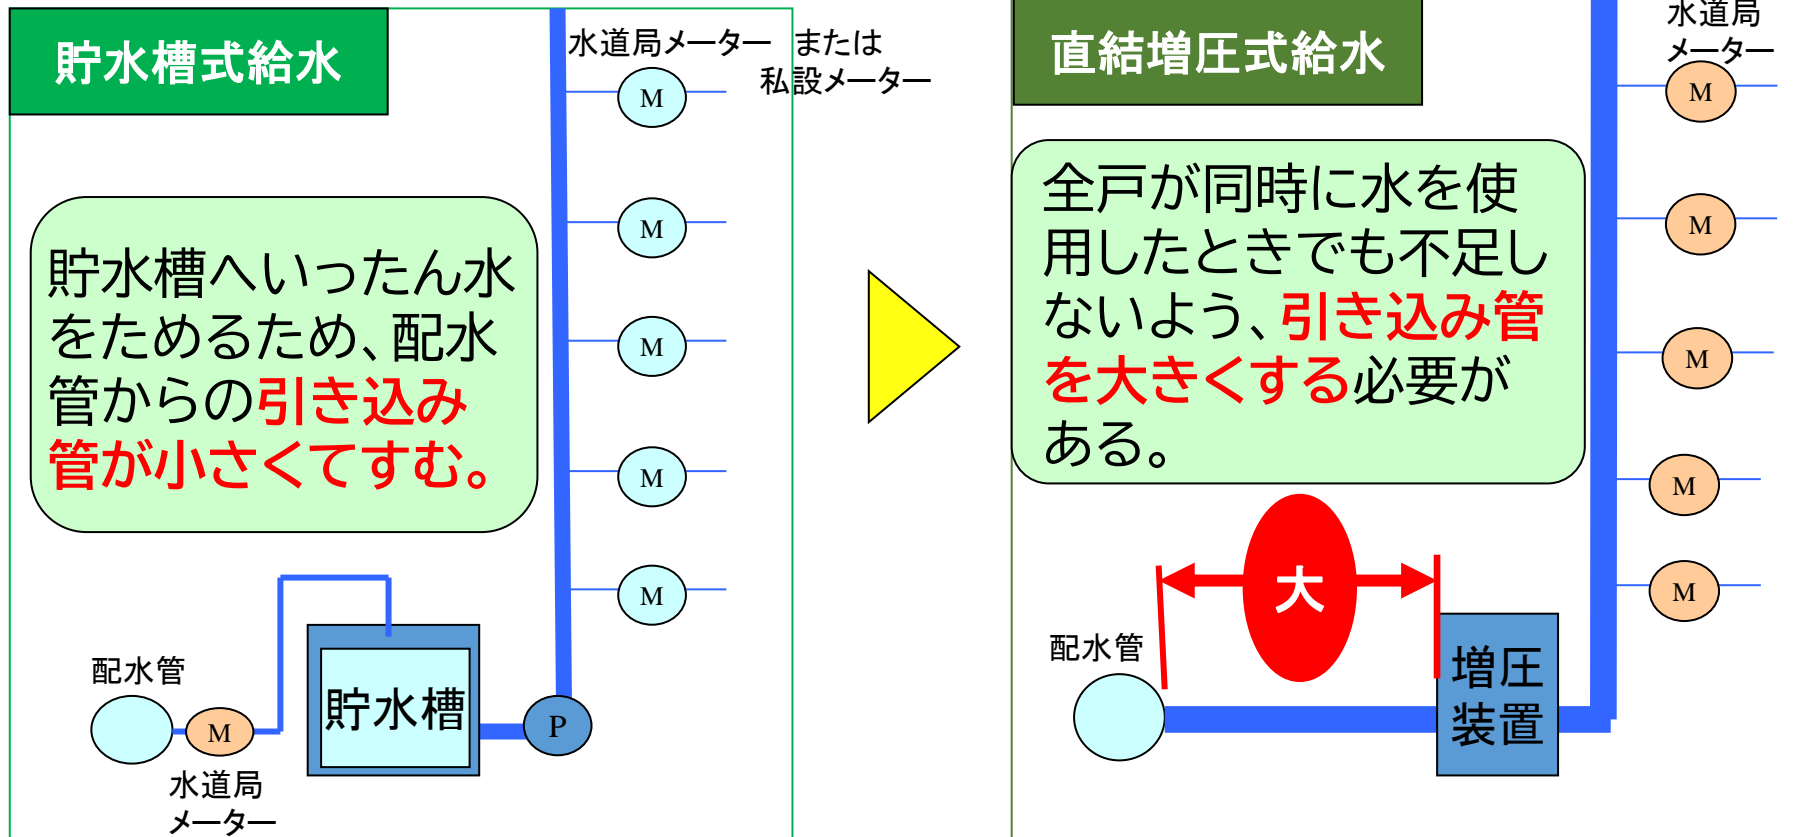 貯水槽式給水
水道局メーター または
私設メーター
M
M
M
M
M
貯水槽へいったん水
をためるため、配水
管からの引き込み
管が小さくてすむ。
配水管
M
水道局
メーター
貯水槽
P
直結増圧式給水
水道局
メーター
M
M
M
M
M
全戸が同時に水を使
用したときでも不足し
ないよう、引き込み管
を大きくする必要が
ある。
大
配水管
増圧
装置